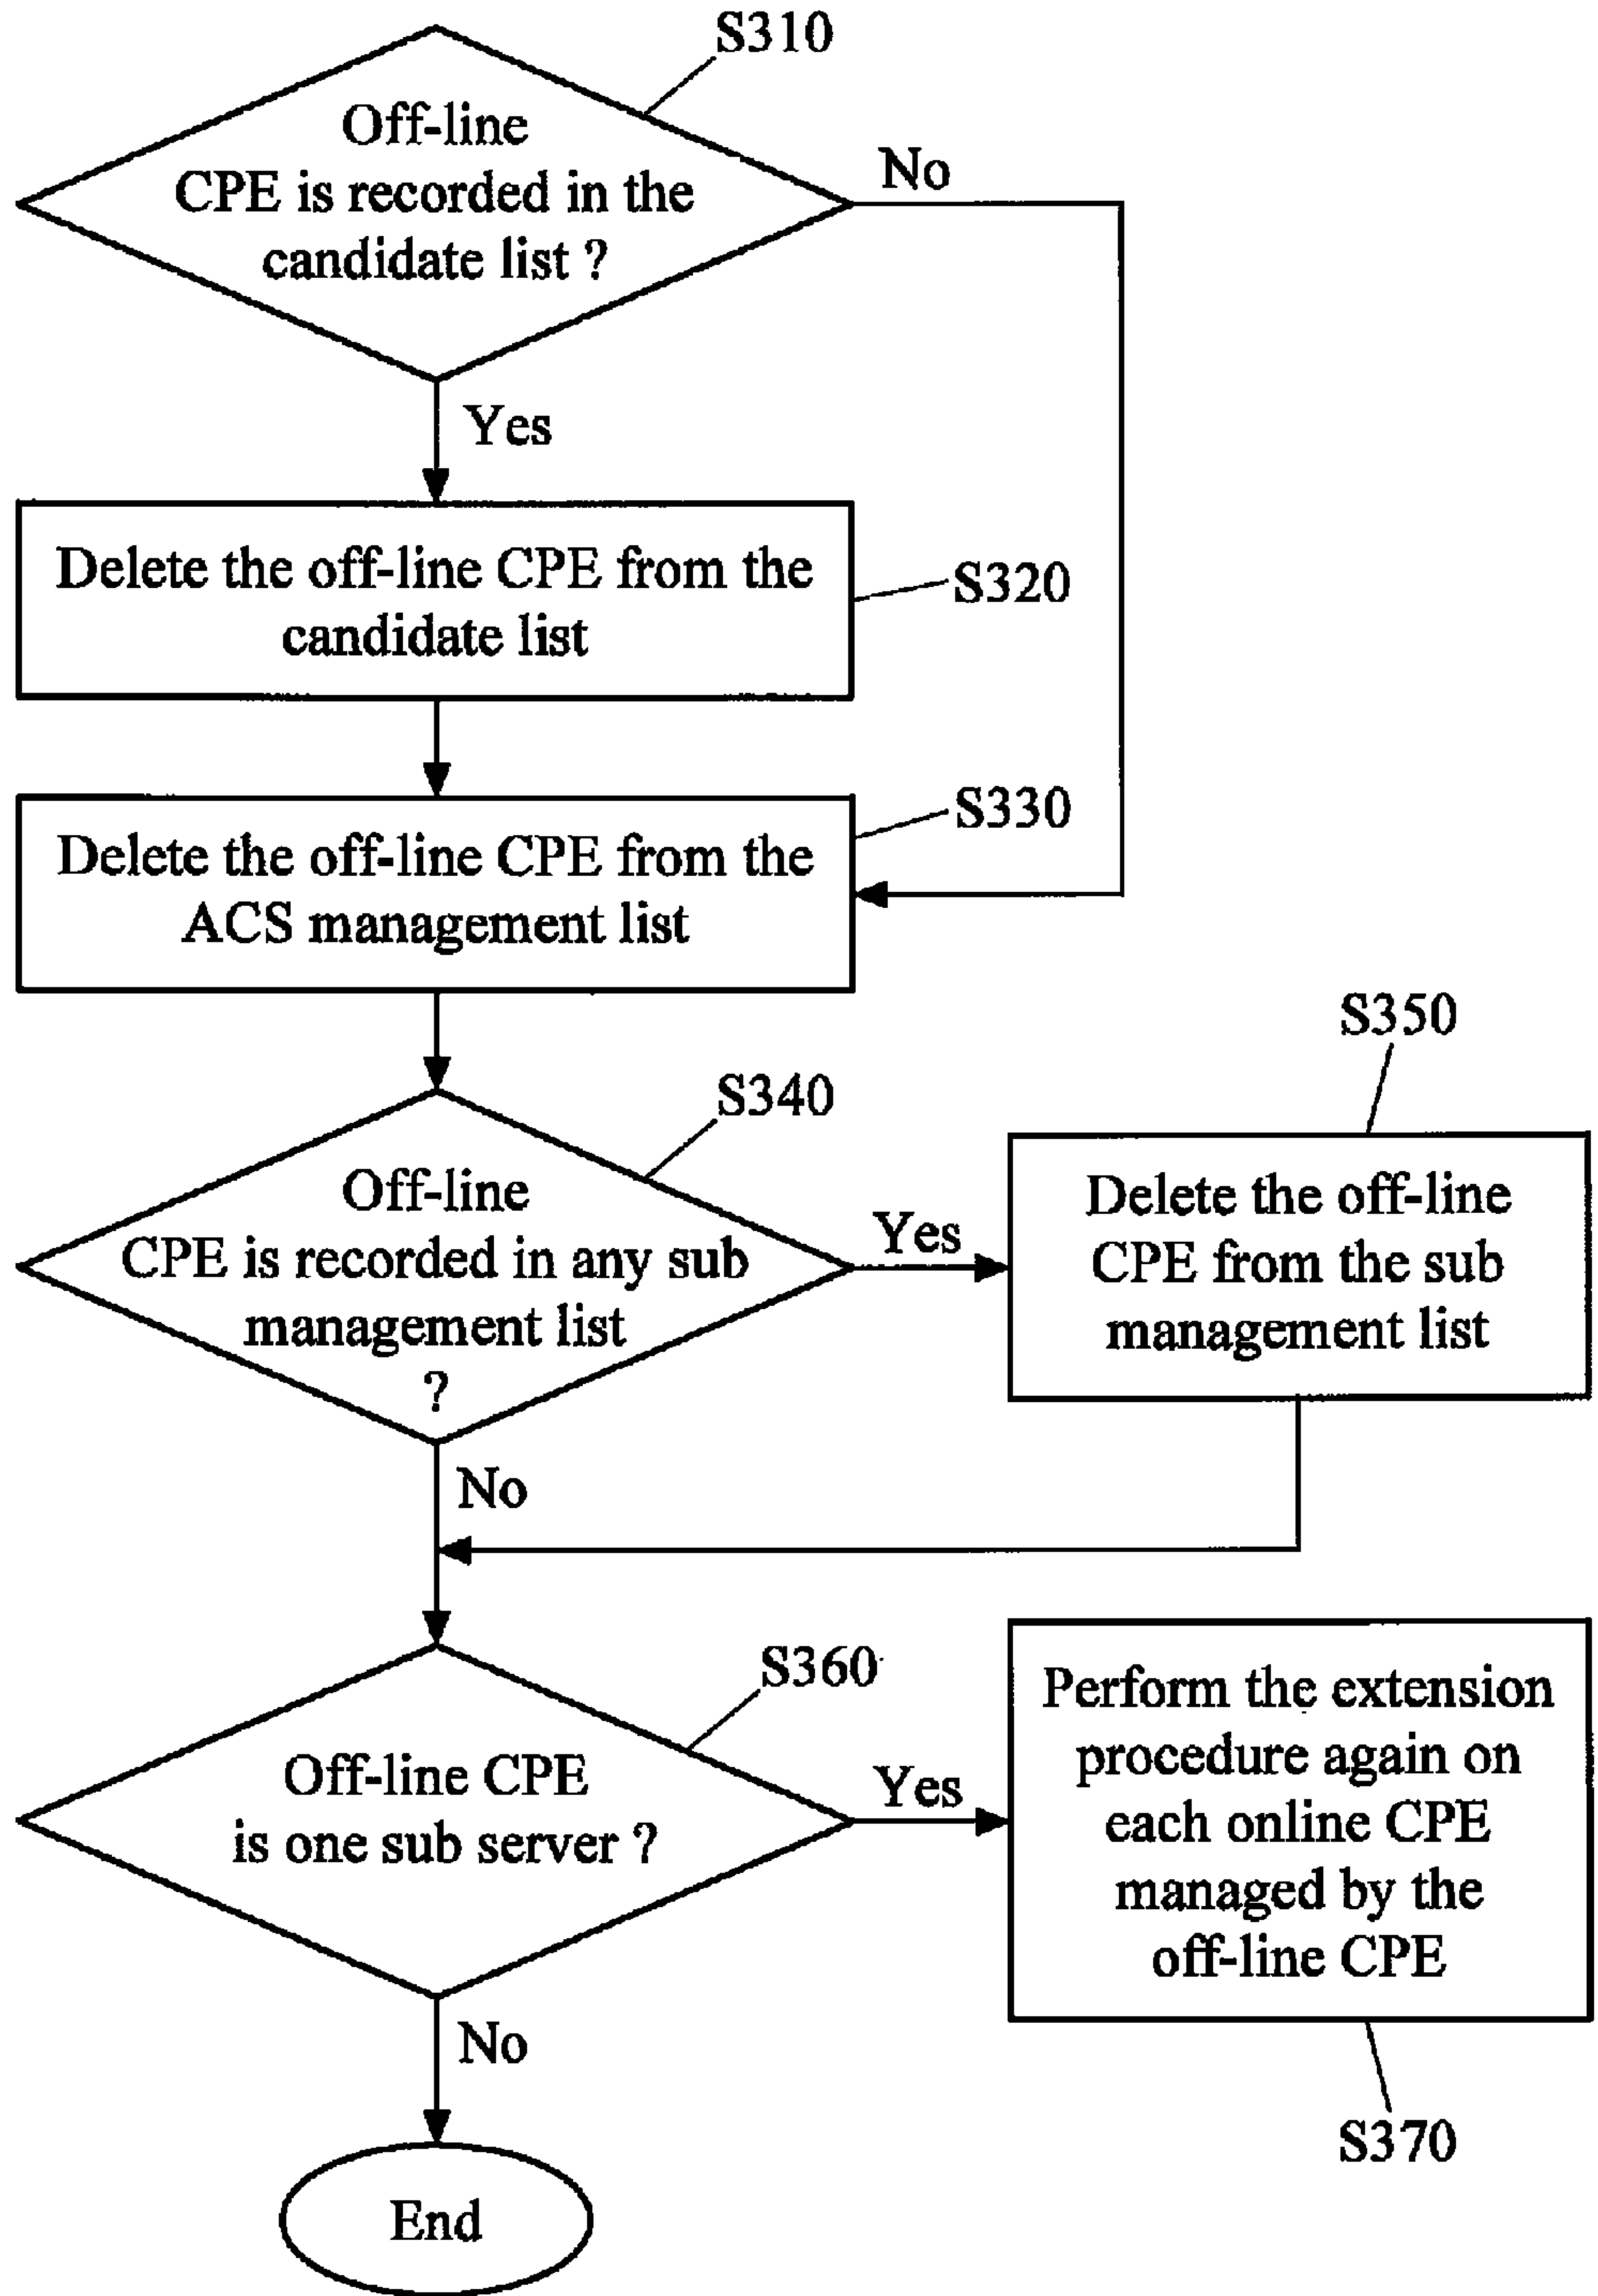 S310
Off-line
CPE is recorded in the
candidate list ?
No
Yes
Delete the off-line CPE from the
candidate list
S320
Delete the off-line CPE from the
ACS management list
S330
S340
Off-line
CPE is recorded in any sub
management list
?
Yes
S350
Delete the off-line
CPE from the sub
management list
No
S360
Off-line CPE
is one sub server ?
Yes
Perform the extension
procedure again on
each online CPE
managed by the
off-line CPE
S370
No
End